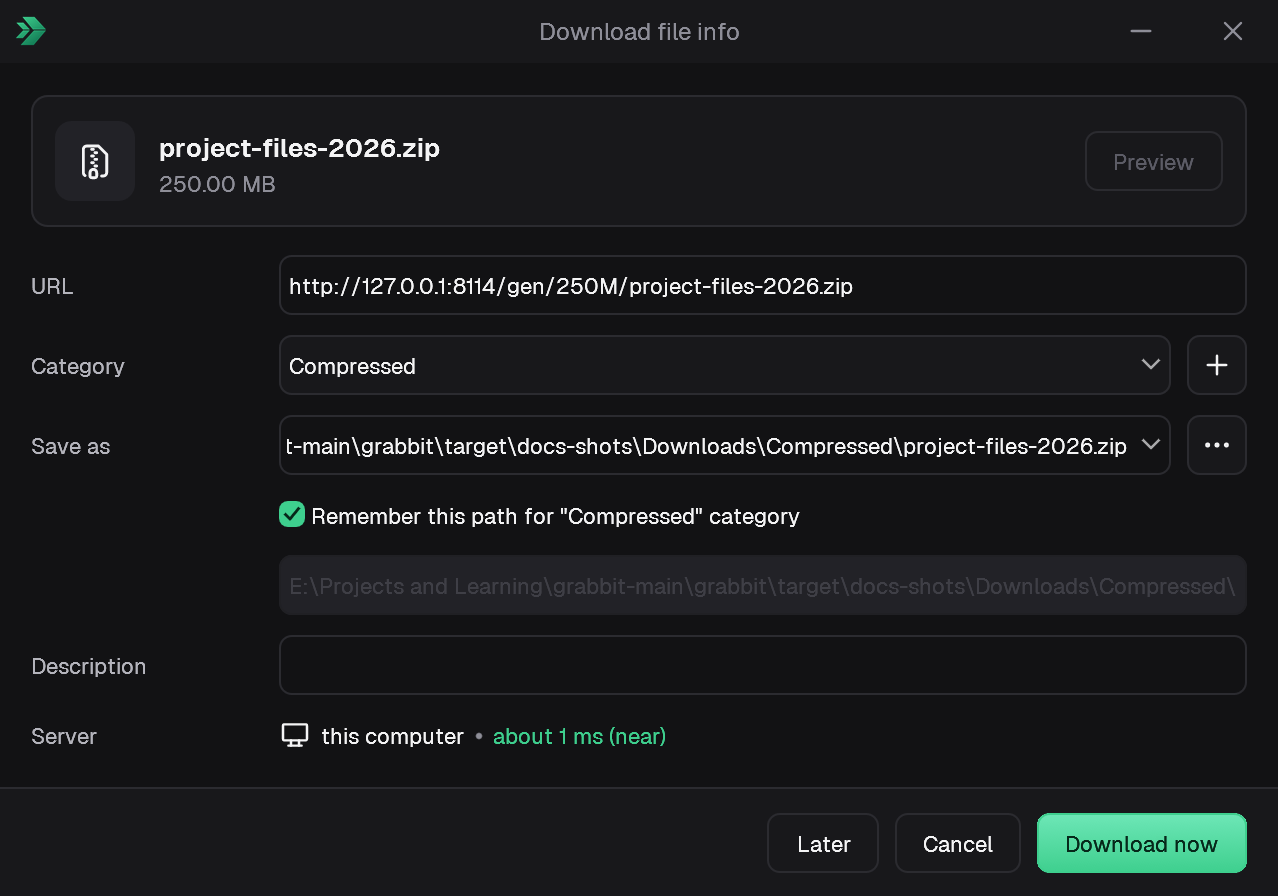 Download file info
project-files-2026.zip
250.00 MB
Preview
URL
http://127.0.0.1:8114/gen/250M/project-files-2026.zip
Category
Compressed
Save as
t-main\grabbit\target\docs-shots\Downloads\Compressed\project-files-2026.zip
Remember this path for "Compressed" category
E:\Projects and Learning\grabbit-main\grabbit\target\docs-shots\Downloads\Compressed\
Description
Server
this computer • about 1 ms (near)
Later
Cancel
Download now